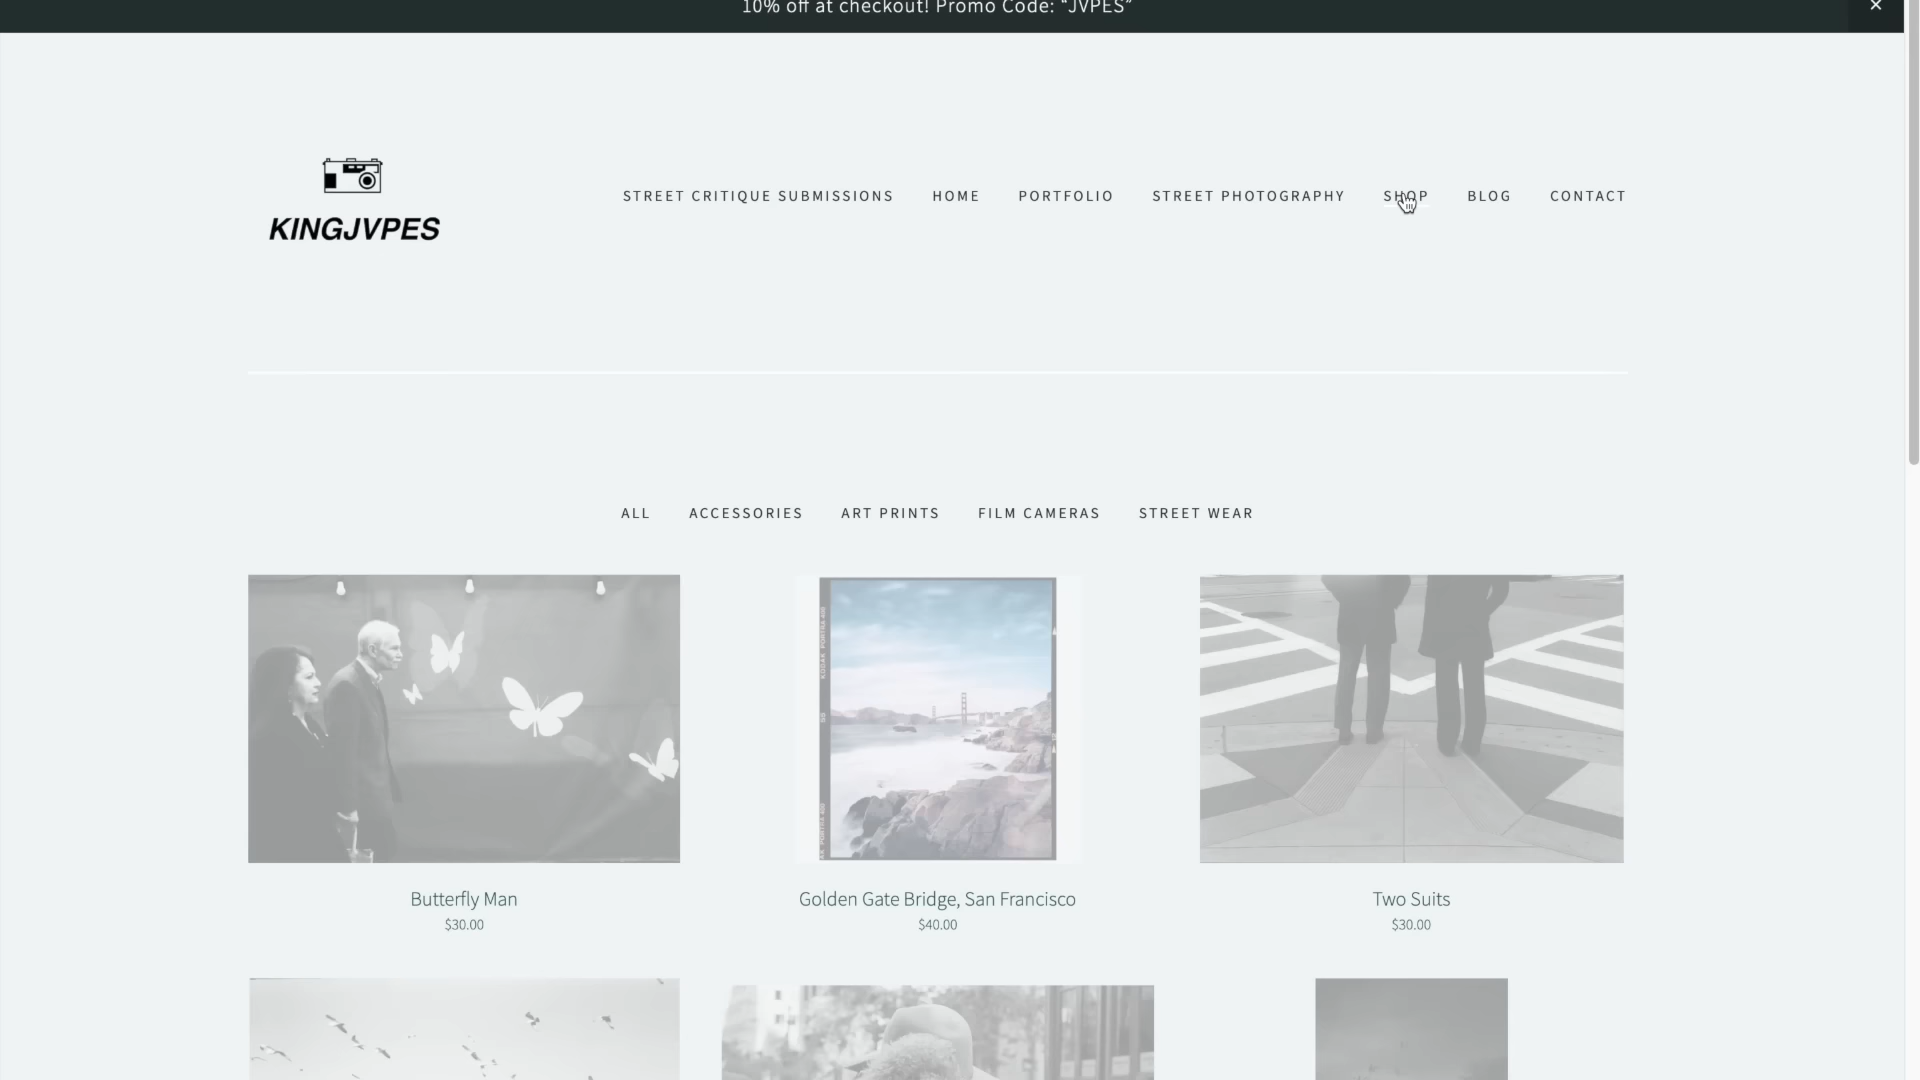 10% off at checkout! Promo Code: “JVPES”
KINGJVPES
STREET CRITIQUE SUBMISSIONS HOME PORTFOLIO STREET PHOTOGRAPHY SHOP BLOG CONTACT
ALL ACCESSORIES ART PRINTS FILM CAMERAS STREET WEAR
Butterfly Man
$30.00
Golden Gate Bridge, San Francisco
$40.00
Two Suits
$30.00